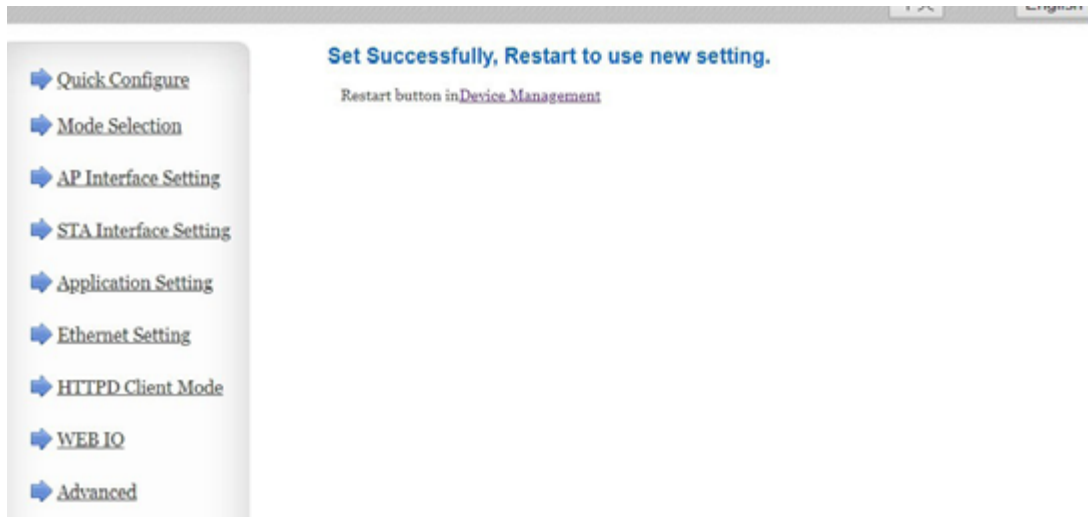 English
Set Successfully, Restart to use new setting.
Restart button inDevice Management
Quick Configure
Mode Selection
AP Interface Setting
STA Interface Setting
Application Setting
Ethernet Setting
HTTPD Client Mode
WEB IO
Advanced